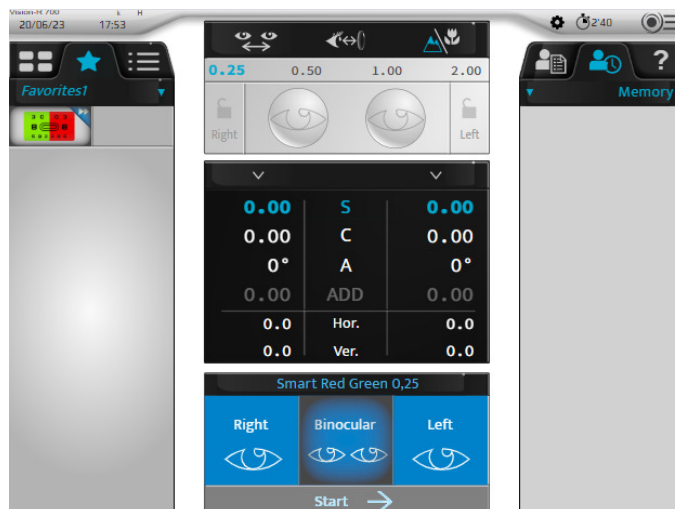 Vision-R 700 k H
20/06/23 17:53
2'40
0.25 0.50 1.00 2.00
Favorites1
Memory
?
Right Left
0.00 S 0.00
0.00 C 0.00
0° A 0°
0.00 ADD 0.00
0.0 Hor. 0.0
0.0 Ver. 0.0
Smart Red Green 0,25
Right Binocular Left
Start